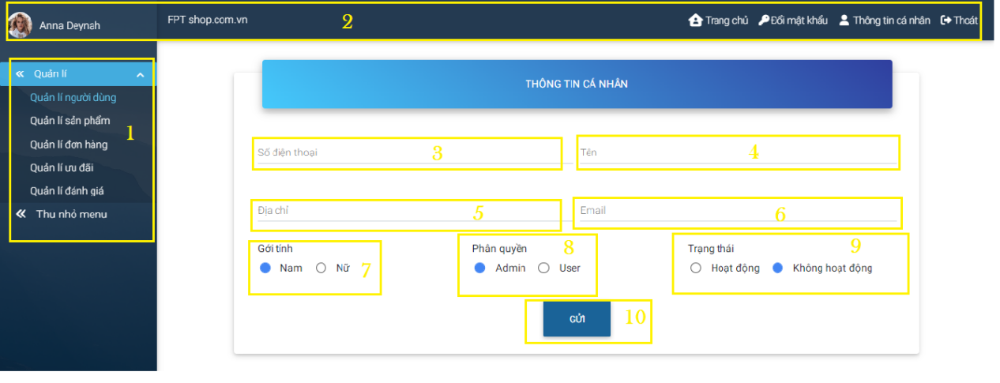 Anna Deynah
FPT shop.com.vn
2
Trang chủ
Đổi mật khẩu
Thông tin cá nhân
Thoát
Quản lí
Quản lí người dùng
Quản lí sản phẩm
1
Quản lí đơn hàng
Quản lí ưu đãi
Quản lí đánh giá
Thu nhỏ menu
THÔNG TIN CÁ NHÂN
Số điện thoại 3
Tên 4
Địa chỉ 5
Email 6
Gới tính
Nam Nữ 7
Phân quyền 8
Admin User
Trạng thái 9
Hoạt động Không hoạt động
GỬI 10